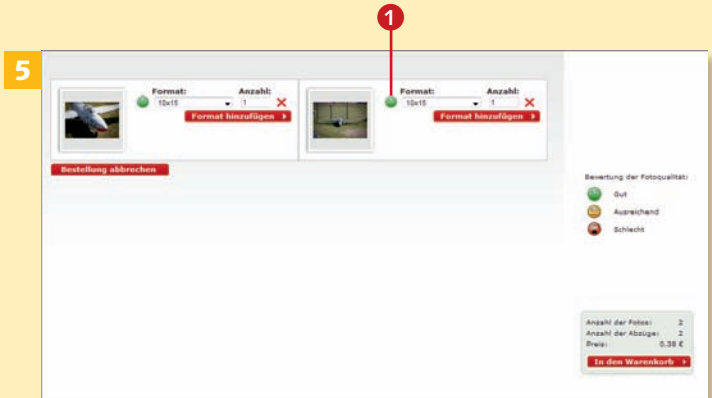 1
5
Format: Anzahl:
10x15 1
Format hinzufügen
Format: Anzahl:
10x15 1
Format hinzufügen
Bestellung abbrechen
Bewertung der Fotoqualität:
Gut
Ausreichend
Schlecht
Anzahl der Fotos: 2
Anzahl der Abzüge: 2
Preis: 0.38 €
In den Warenkorb